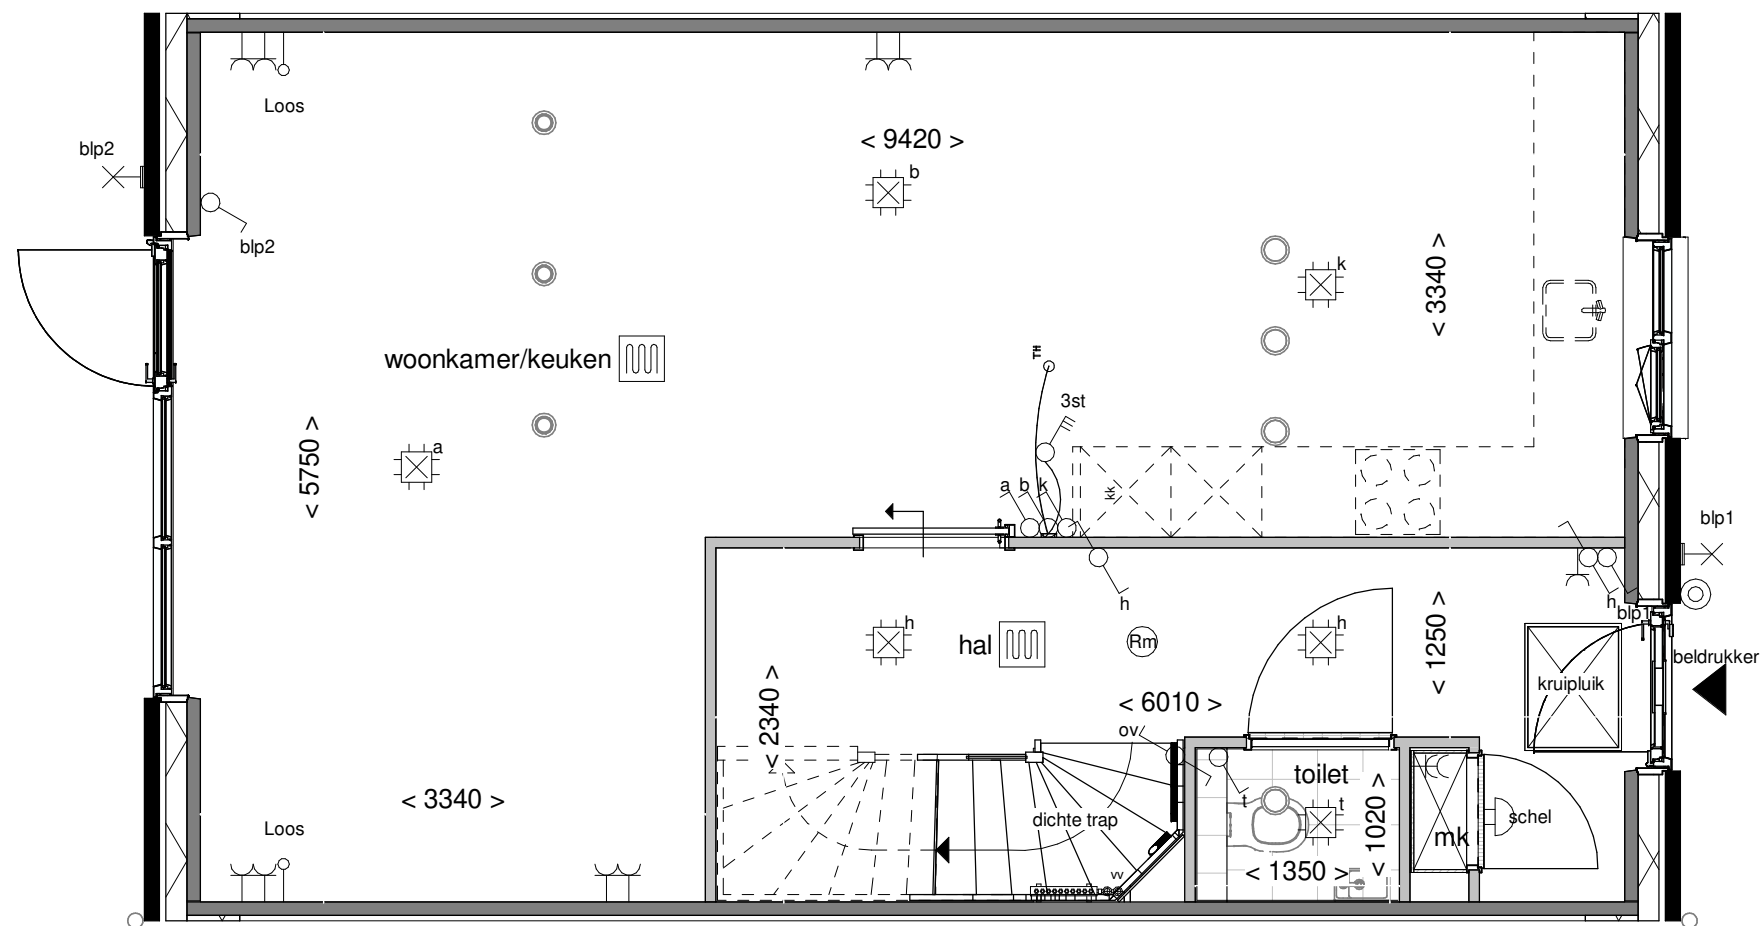 Loos
< 9420 >
blp2
b
blp2
k
< 3340 >
woonkamer/keuken
TH
3st
a
< 5750 >
a b k
kk
blp1
h
h
blp1
h
hal
Rm
h
< 1250 >
beldrukker
kruipluik
< 2340 >
< 6010 >
ov
toilet
t
t
< 3340 >
Loos
dichte trap
< 1020 >
schel
mk
vv
< 1350 >